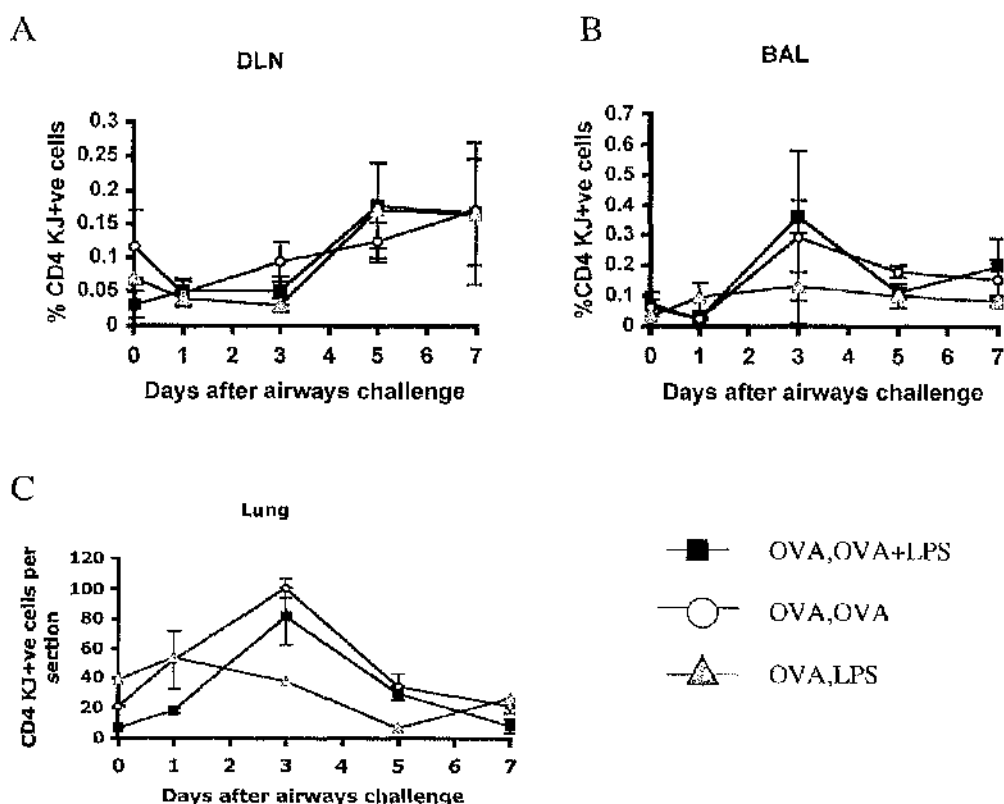 A
DLN
% CD4 KJ+ve cells
0.3
0.25
0.2
0.15
0.1
0.05
0
0 1 2 3 4 5 6 7
Days after airways challenge
B
BAL
%CD4 KJ+ve cells
0.7
0.6
0.5
0.4
0.3
0.2
0.1
0
0 1 2 3 4 5 6 7
Days after airways challenge
C
Lung
CD4 KJ+ve cells per
section
120
100
80
60
40
20
0
0 1 2 3 4 5 6 7
Days after airways challenge
OVA,OVA+LPS
OVA,OVA
OVA,LPS